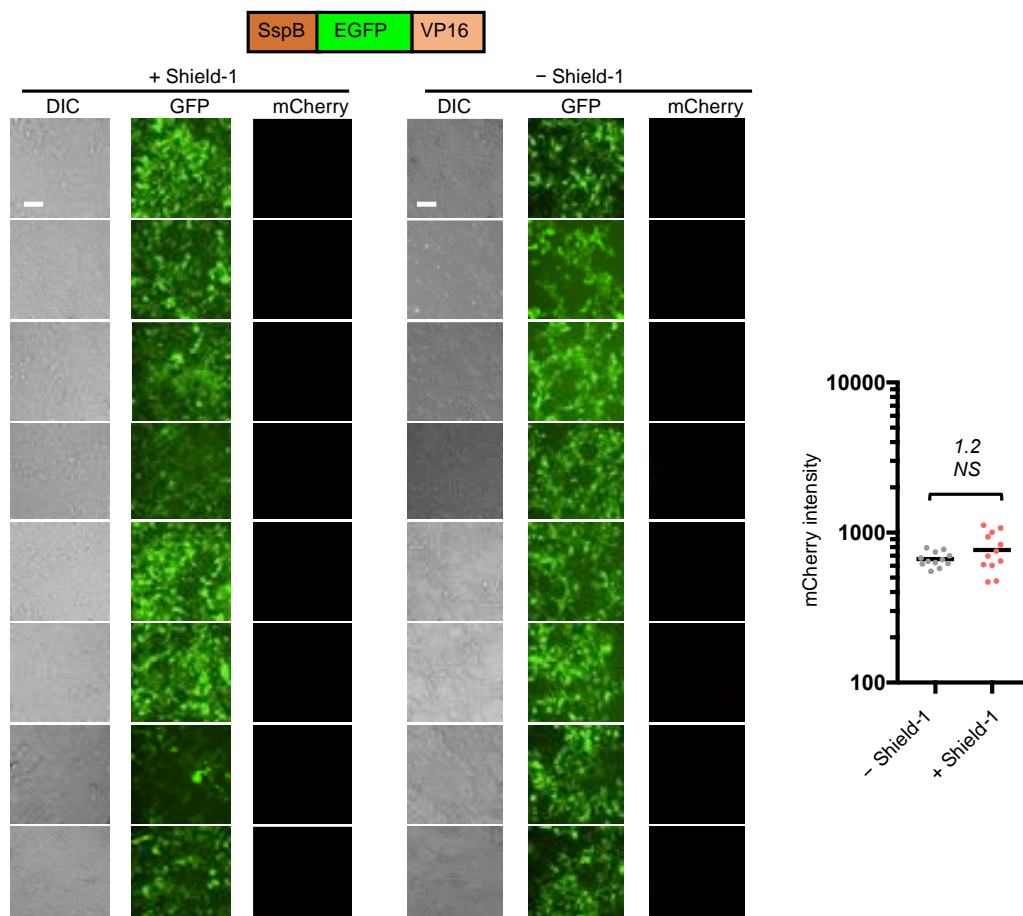 SspB EGFP VP16
+ Shield-1 − Shield-1
DIC GFP mCherry DIC GFP mCherry
10000
1000
100
mCherry intensity
1.2
NS
− Shield-1
+ Shield-1